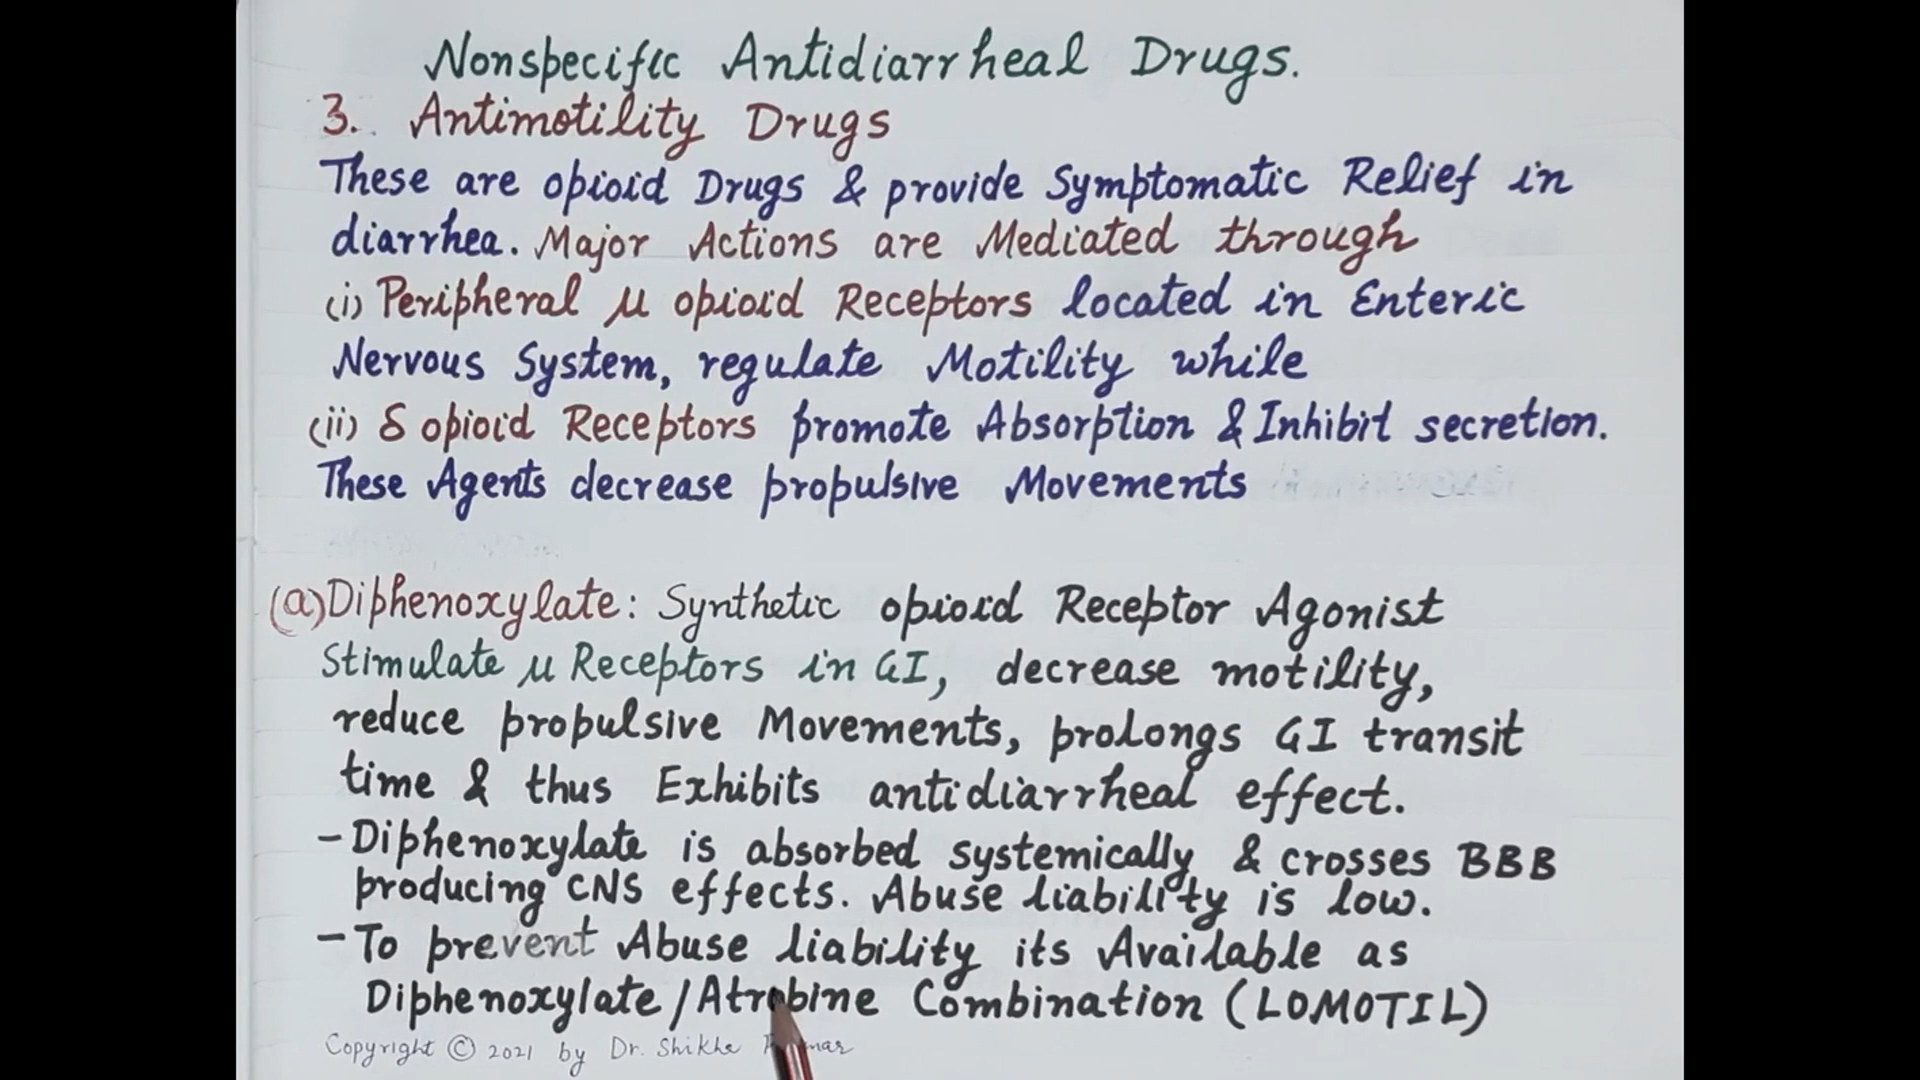 Nonspecific Antidiarrheal Drugs.
3. Antimotility Drugs
These are opioid Drugs & provide Symptomatic Relief in
diarrhea. Major Actions are Mediated through
(i) Peripheral μ opioid Receptors located in Enteric
Nervous System, regulate Motility while
(ii) δ opioid Receptors promote Absorption & Inhibit secretion.
These Agents decrease propulsive Movements
(a) Diphenoxylate: Synthetic opioid Receptor Agonist
Stimulate μ Receptors in GI, decrease motility,
reduce propulsive Movements, prolongs GI transit
time & thus Exhibits antidiarrheal effect.
- Diphenoxylate is absorbed systemically & crosses BBB
producing CNS effects. Abuse liability is low.
- To prevent Abuse liability its Available as
Diphenoxylate/Atropine Combination (LOMOTIL)
Copyright © 2021 by Dr. Shikha